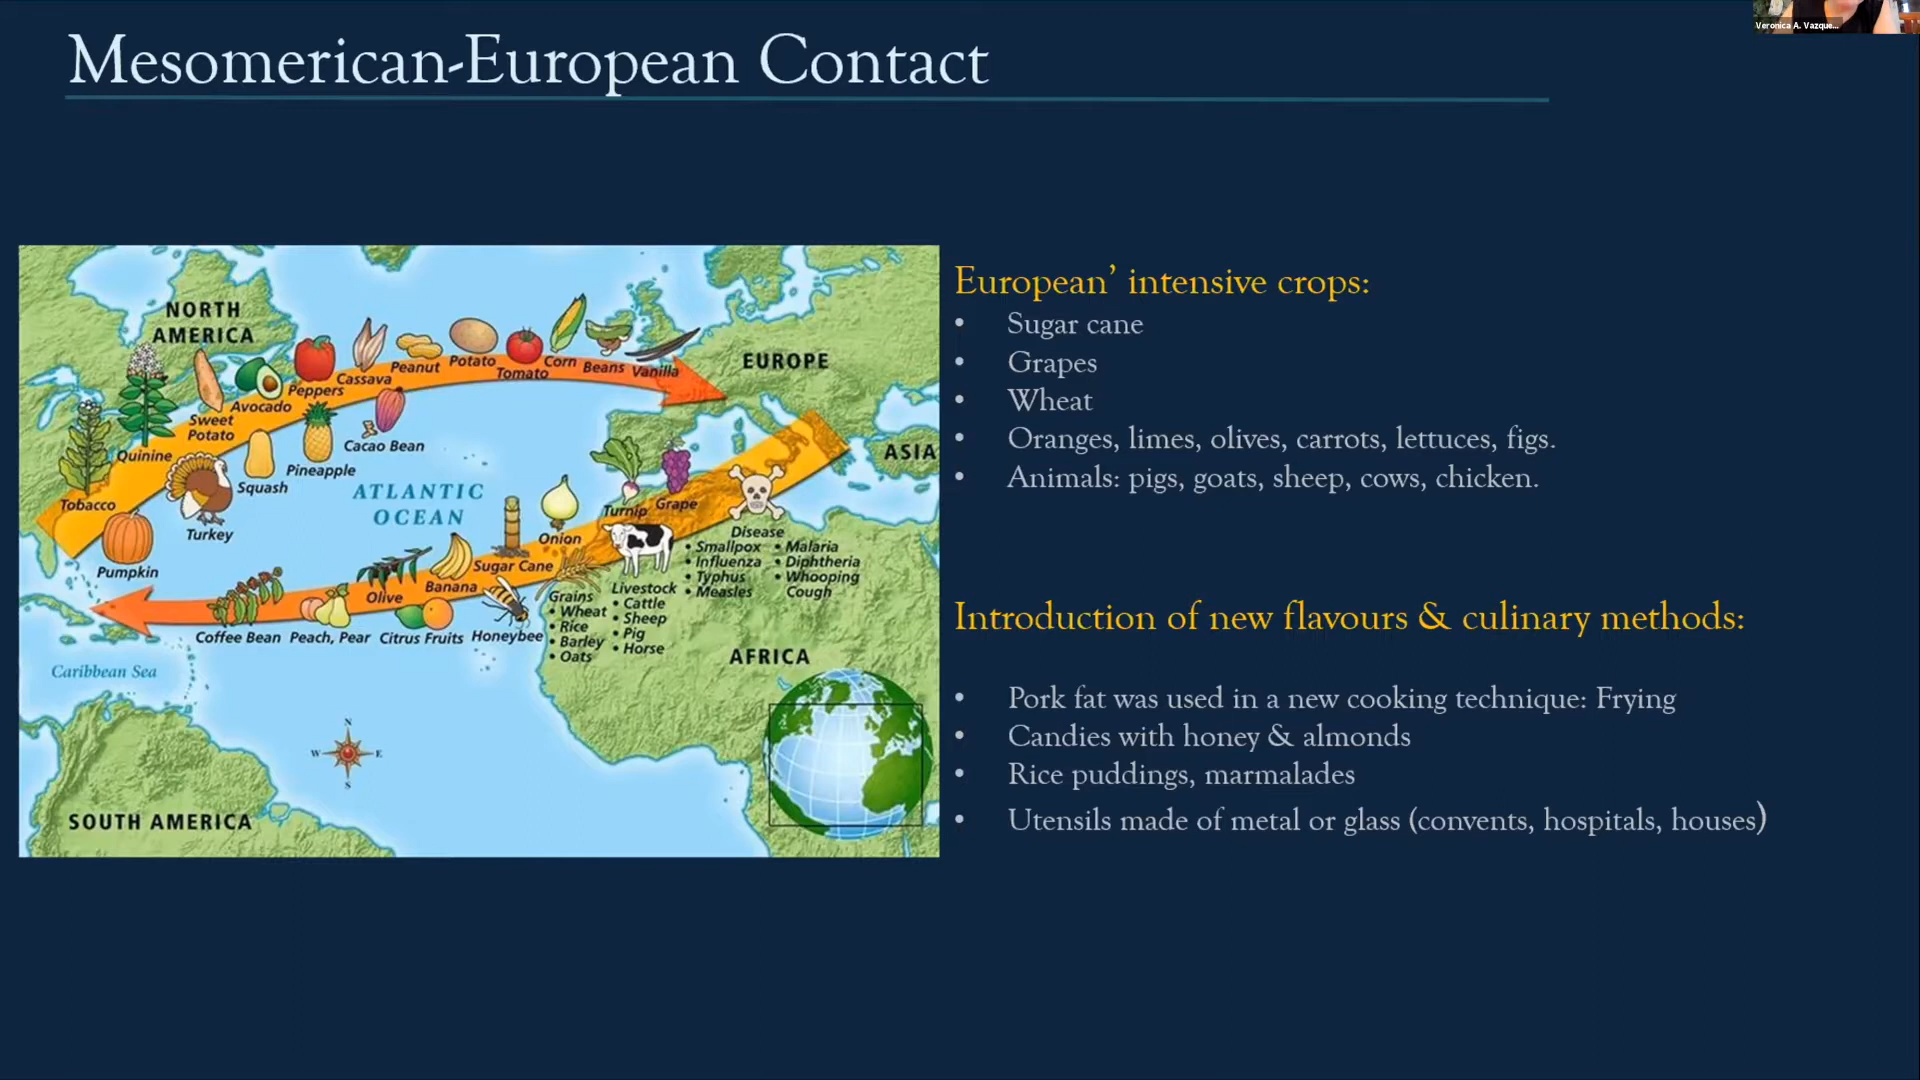 Mesomerican-European Contact
Veronica A. Vazque...
NORTH
AMERICA
EUROPE
ASIA
AFRICA
SOUTH AMERICA
ATLANTIC
OCEAN
Caribbean Sea
Tobacco
Quinine
Sweet
Potato
Avocado
Peppers
Cassava
Peanut
Potato
Tomato
Corn
Beans
Vanilla
Cacao Bean
Pineapple
Squash
Turkey
Pumpkin
Coffee Bean
Peach, Pear
Olive
Citrus Fruits
Banana
Honeybee
Sugar Cane
Onion
Turnip
Grape
Grains
• Wheat
• Rice
• Barley
• Oats
Livestock
• Cattle
• Sheep
• Pig
• Horse
Disease
• Smallpox
• Influenza
• Typhus
• Measles
• Malaria
• Diphtheria
• Whooping
Cough
N
W
E
S
European’ intensive crops:
• Sugar cane
• Grapes
• Wheat
• Oranges, limes, olives, carrots, lettuces, figs.
• Animals: pigs, goats, sheep, cows, chicken.
Introduction of new flavours & culinary methods:
• Pork fat was used in a new cooking technique: Frying
• Candies with honey & almonds
• Rice puddings, marmalades
• Utensils made of metal or glass (convents, hospitals, houses)